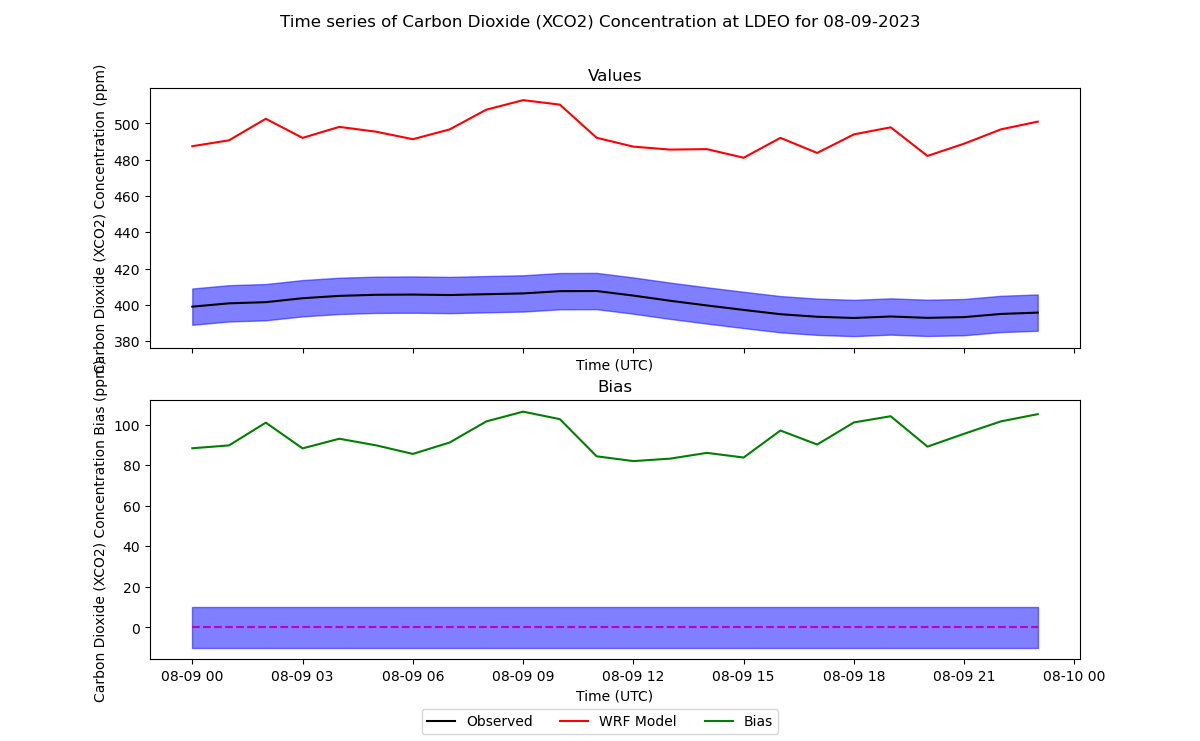 Time series of Carbon Dioxide (XCO2) Concentration at LDEO for 08-09-2023
Values
Carbon Dioxide (XCO2) Concentration (ppm)
500
480
460
440
420
400
380
Time (UTC)
Bias
Carbon Dioxide (XCO2) Concentration Bias (ppm)
100
80
60
40
20
0
08-09 00 08-09 03 08-09 06 08-09 09 08-09 12 08-09 15 08-09 18 08-09 21 08-10 00
Time (UTC)
Observed WRF Model Bias